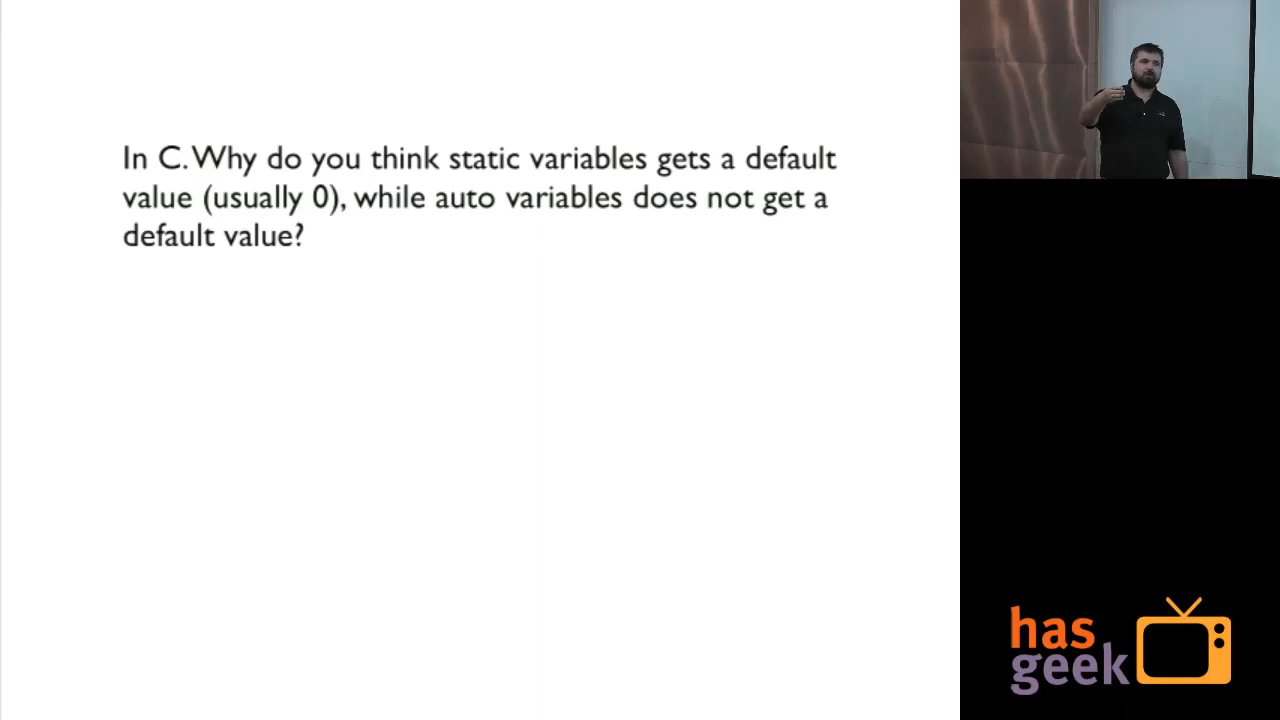 In C. Why do you think static variables gets a default
value (usually 0), while auto variables does not get a
default value?
has
geek